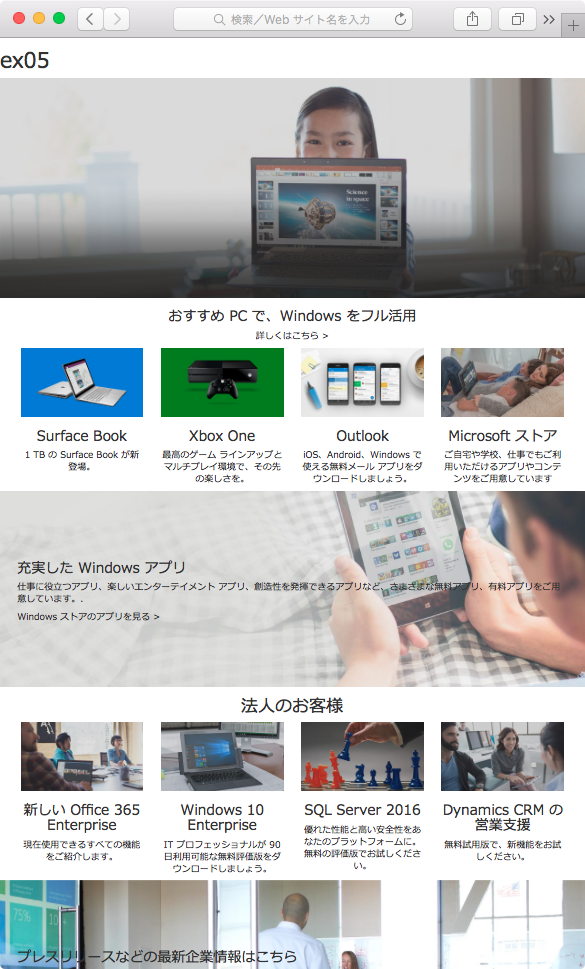 検索／Web サイト名を入力
ex05
Science
in space
おすすめ PC で、Windows をフル活用
詳しくはこちら >
Surface Book
1 TB の Surface Book が新
登場。
Xbox One
最高のゲーム ラインアップと
マルチプレイ環境で、その先
の楽しさを。
Outlook
iOS、Android、Windows で
使える無料メール アプリをダ
ウンロードしましょう。
Microsoft ストア
ご自宅や学校、仕事でもご利
用いただけるアプリやコンテ
ンツをご用意しています
充実した Windows アプリ
仕事に役立つアプリ、楽しいエンターテイメント アプリ、創造性を発揮できるアプリなど、さまざまな無料アプリ、有料アプリをご用
意しています。.
Windows ストアのアプリを見る >
法人のお客様
新しい Office 365
Enterprise
現在使用できるすべての機能
をご紹介します。
Windows 10
Enterprise
IT プロフェッショナルが 90
日利用可能な無料評価版をダ
ウンロードしましょう。
SQL Server 2016
優れた性能と高い安全性をあ
なたのプラットフォームに。
無料の評価版でお試しくださ
い。
Dynamics CRM の
営業支援
無料試用版で、新機能をお試
しください。
75%
10
プレスリリースなどの最新企業情報はこちら